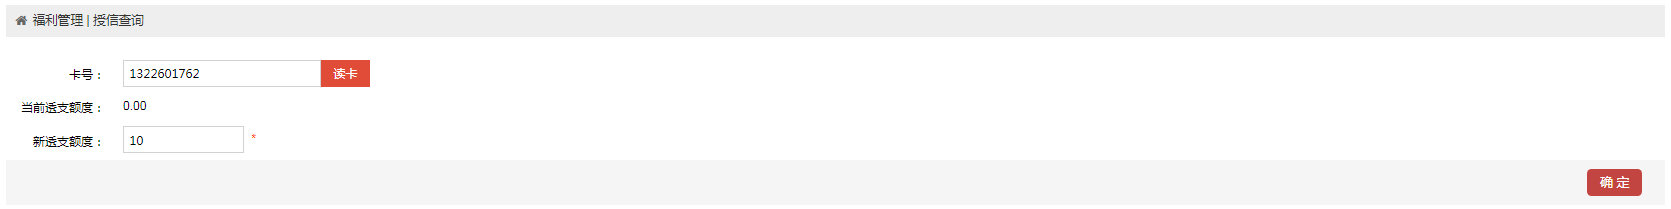 福利管理 | 授信查询
卡号： 1322601762 读卡
当前透支额度： 0.00
新透支额度： 10 *
确 定